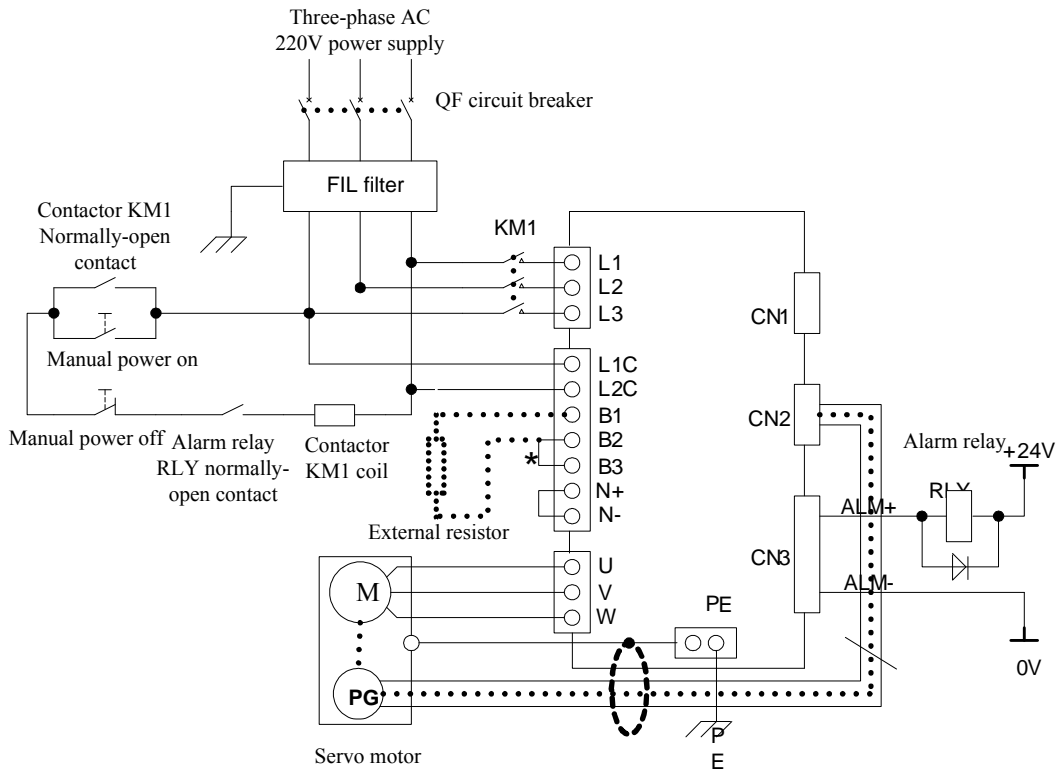 Three-phase AC
220V power supply
QF circuit breaker
FIL filter
Contactor KM1
Normally-open
contact
KM1
L1
L2
L3
CN1
Manual power on
L1C
L2C
B1
B2
*
B3
N+
N-
CN2
Manual power off
Alarm relay
RLY normally-
open contact
Contactor
KM1 coil
External resistor
Alarm relay
+24V
RLY
ALM+
CN3
ALM-
0V
U
V
W
M
PE
PG
P
E
Servo motor